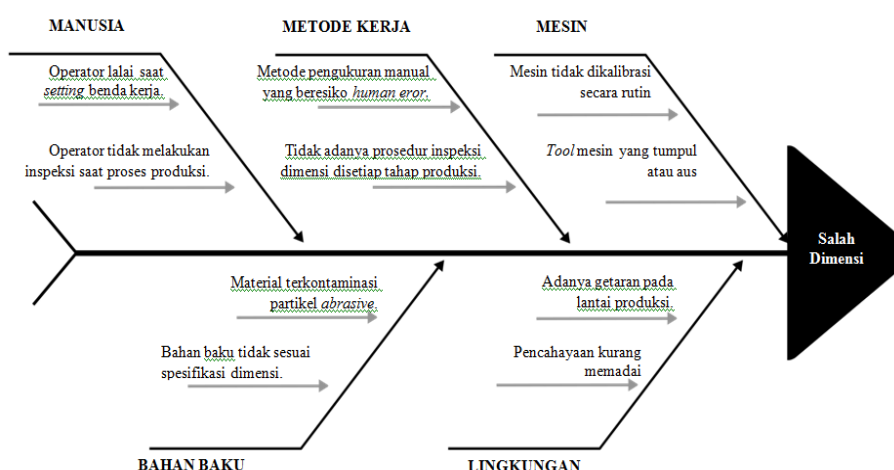 MANUSIA
METODE KERJA
MESIN
Operator lalai saat
setting benda kerja.
Operator tidak melakukan
inspeksi saat proses produksi.
Metode pengukuran manual
yang beresiko human eror.
Tidak adanya prosedur inspeksi
dimensi disetiap tahap produksi.
Mesin tidak dikalibrasi
secara rutin
Tool mesin yang tumpul
atau aus
Salah
Dimensi
Material terkontaminasi
partikel abrasive.
Bahan baku tidak sesuai
spesifikasi dimensi.
Adanya getaran pada
lantai produksi.
Pencahayaan kurang
memadai
BAHAN BAKU
LINGKUNGAN